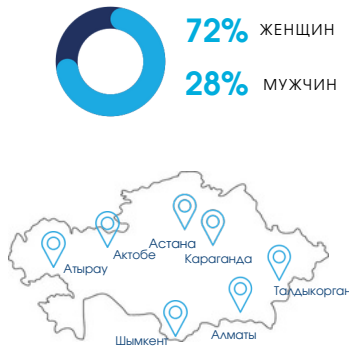 72% ЖЕНЩИН
28% МУЖЧИН
Астана
Актобе
Караганда
Атырау
Талдыкорган
Алматы
Шымкент